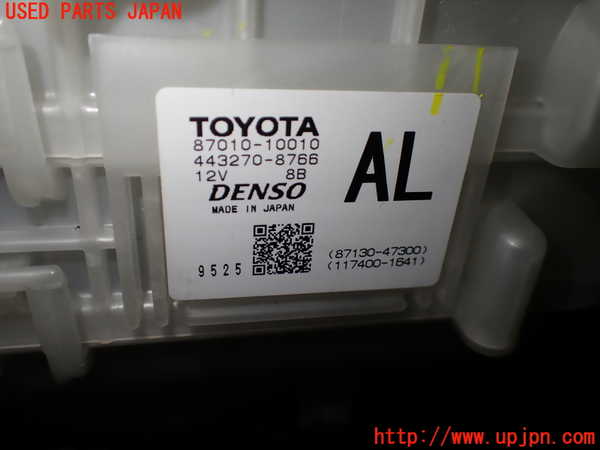 USED PARTS JAPAN
TOYOTA
87010-10010
443270-8766
12V 8B
DENSO
MADE IN JAPAN
AL
9525
(87130-47300)
(117400-1641)
http://www.upjpn.com/